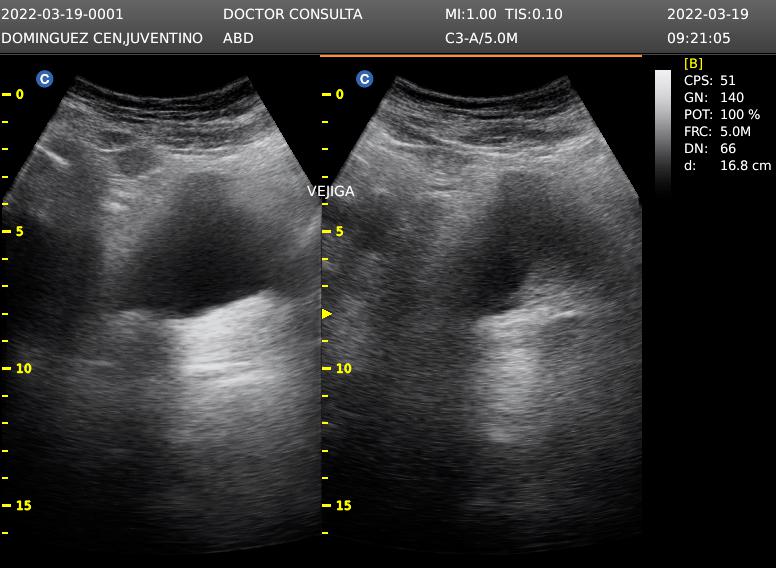 2022-03-19-0001 DOCTOR CONSULTA MI:1.00 TIS:0.10 2022-03-19
DOMINGUEZ CEN,JUVENTINO ABD C3-A/5.0M 09:21:05
C C
[B]
CPS: 51
GN: 140
POT: 100 %
FRC: 5.0M
DN: 66
d: 16.8 cm
VEJIGA
0 0
5 5
10 10
15 15